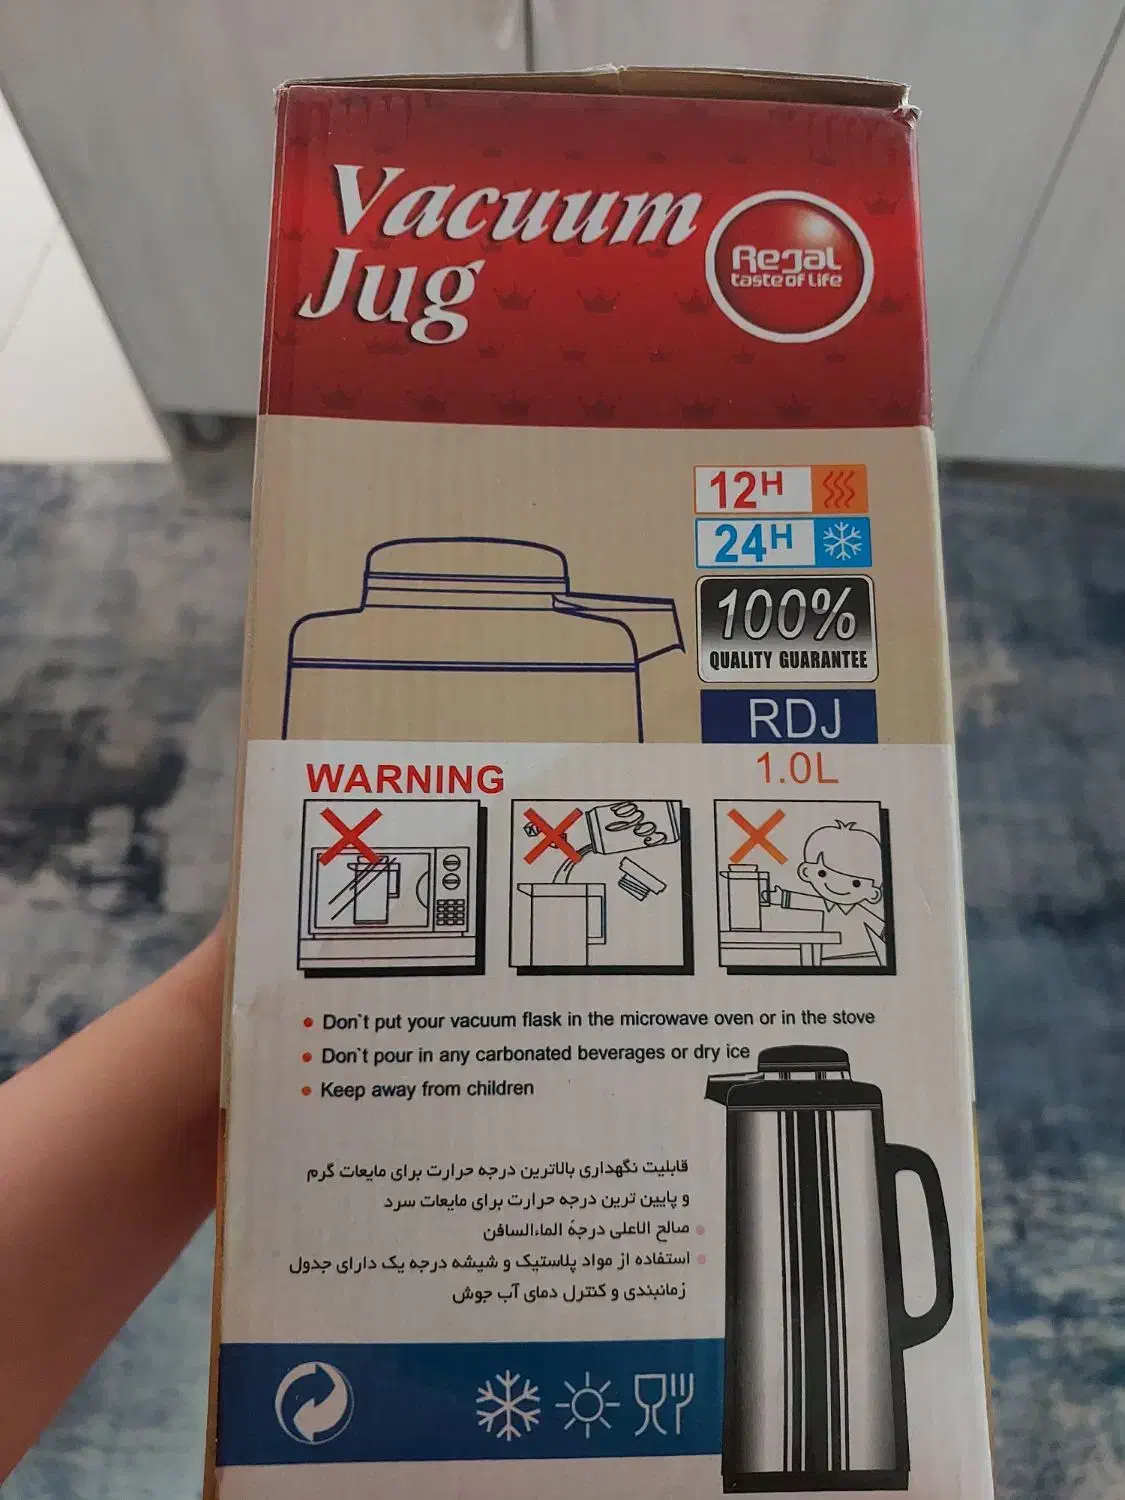 Vacuum
Jug
Regal
taste of Life
12H
24H
100%
QUALITY GUARANTEE
RDJ
1.0L
WARNING
Don`t put your vacuum flask in the microwave oven or in the stove
Don`t pour in any carbonated beverages or dry ice
Keep away from children
قابلیت نگهداری بالاترین درجه حرارت برای مایعات گرم
و پایین ترین درجه حرارت برای مایعات سرد
صالح الاعلی درجهٔ الماءالسافن
استفاده از مواد پلاستیک و شیشه درجه یک دارای جدول
زمانبندی و کنترل دمای آب جوش